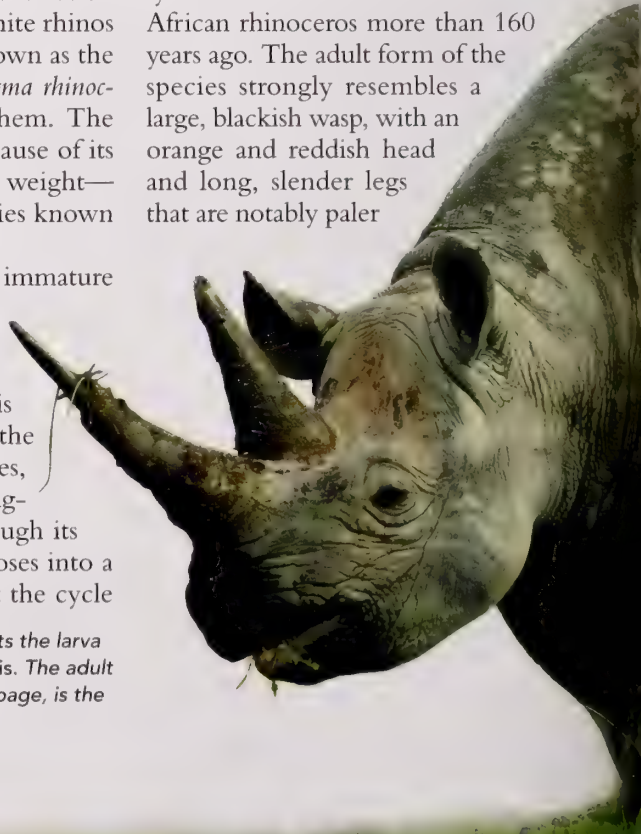 hite rhinos
own as the
ma rhinoc-
hem. The
ause of its
weight—
ies known
immature
is
the
es,
g-
ugh its
oses into a
the cycle
ts the larva
is. The adult
page, is the
African rhinoceros more than 160
years ago. The adult form of the
species strongly resembles a
large, blackish wasp, with an
orange and reddish head
and long, slender legs
that are notably paler